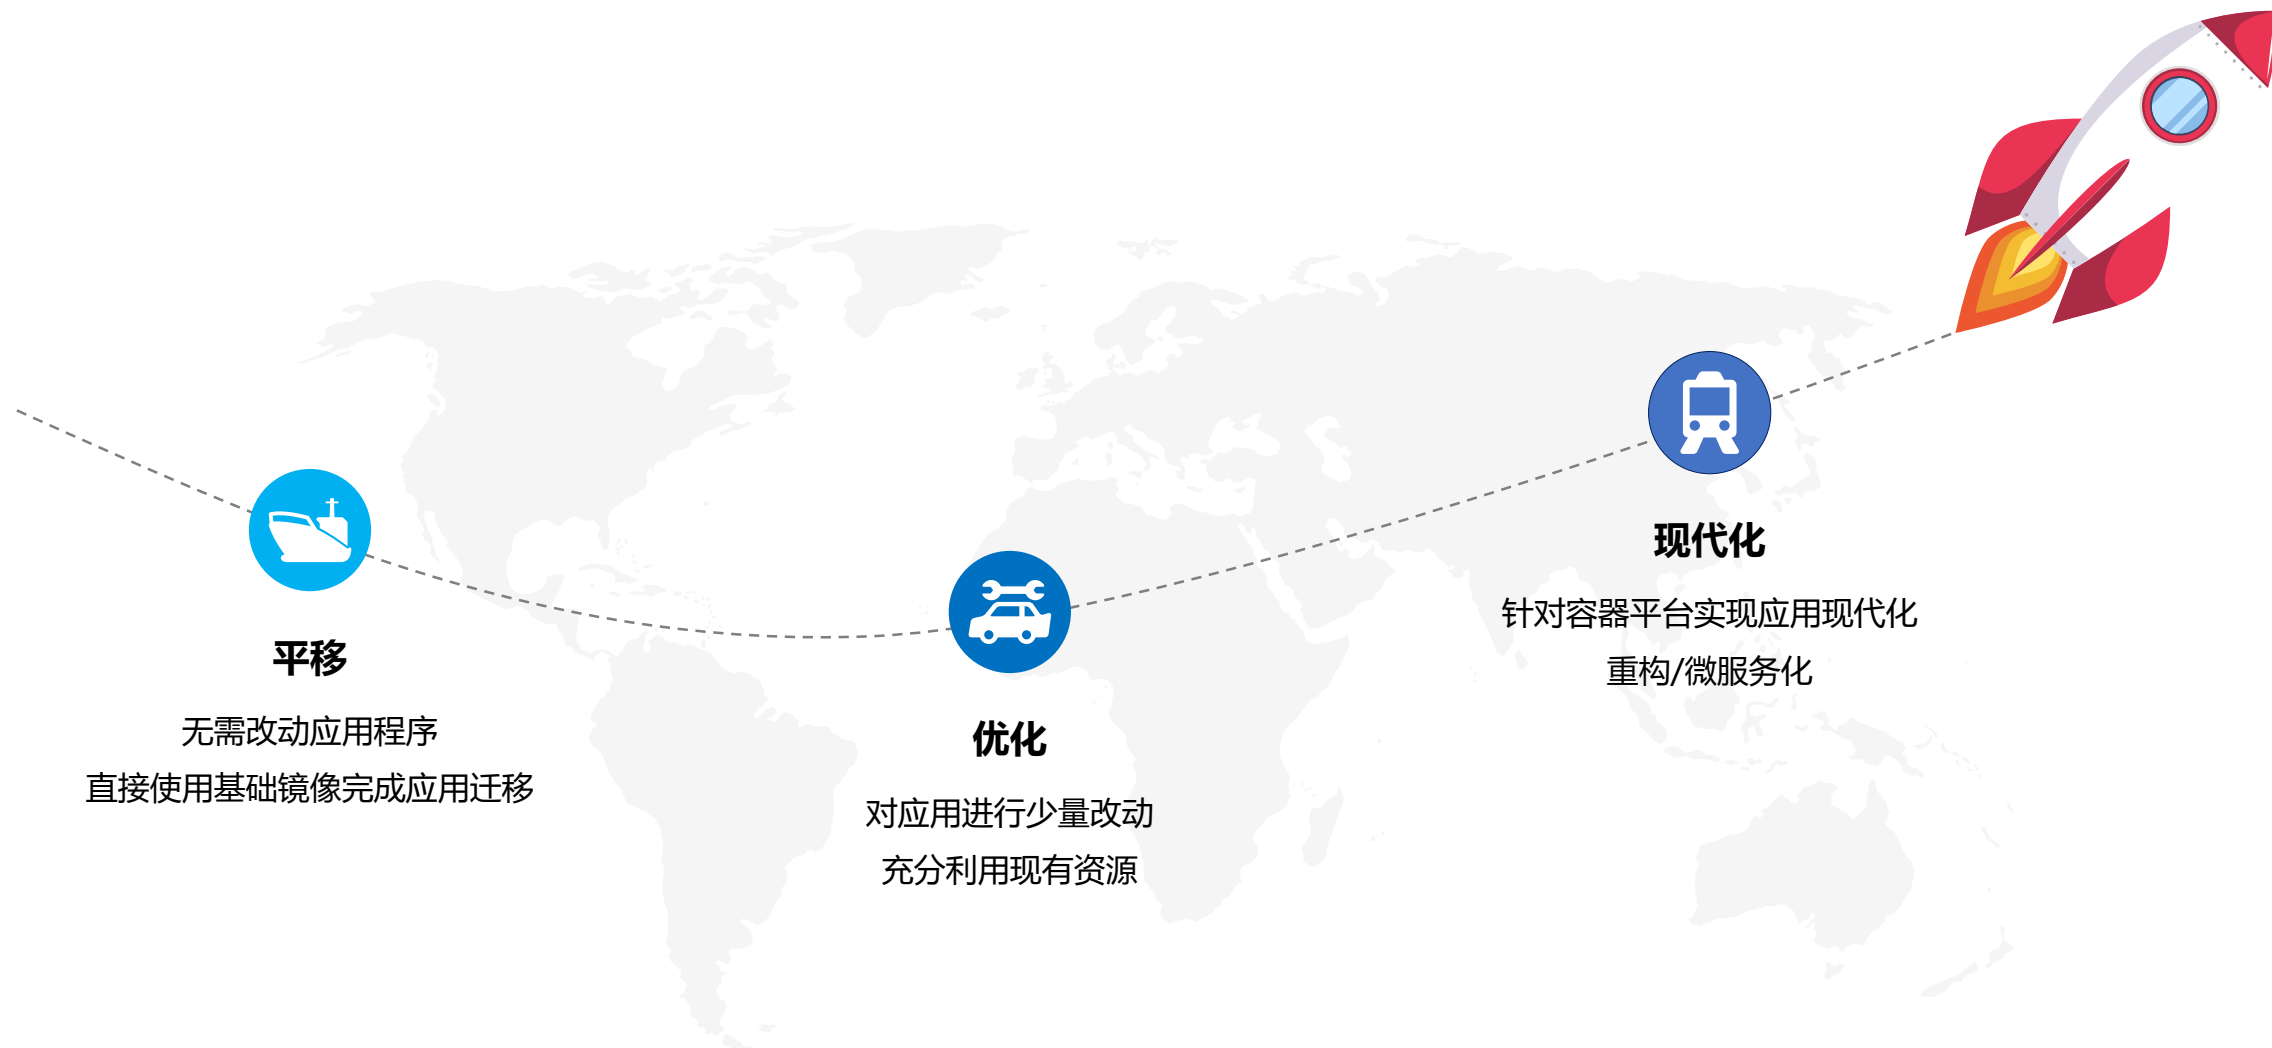 平移
无需改动应用程序
直接使用基础镜像完成应用迁移
优化
对应用进行少量改动
充分利用现有资源
现代化
针对容器平台实现应用现代化
重构/微服务化